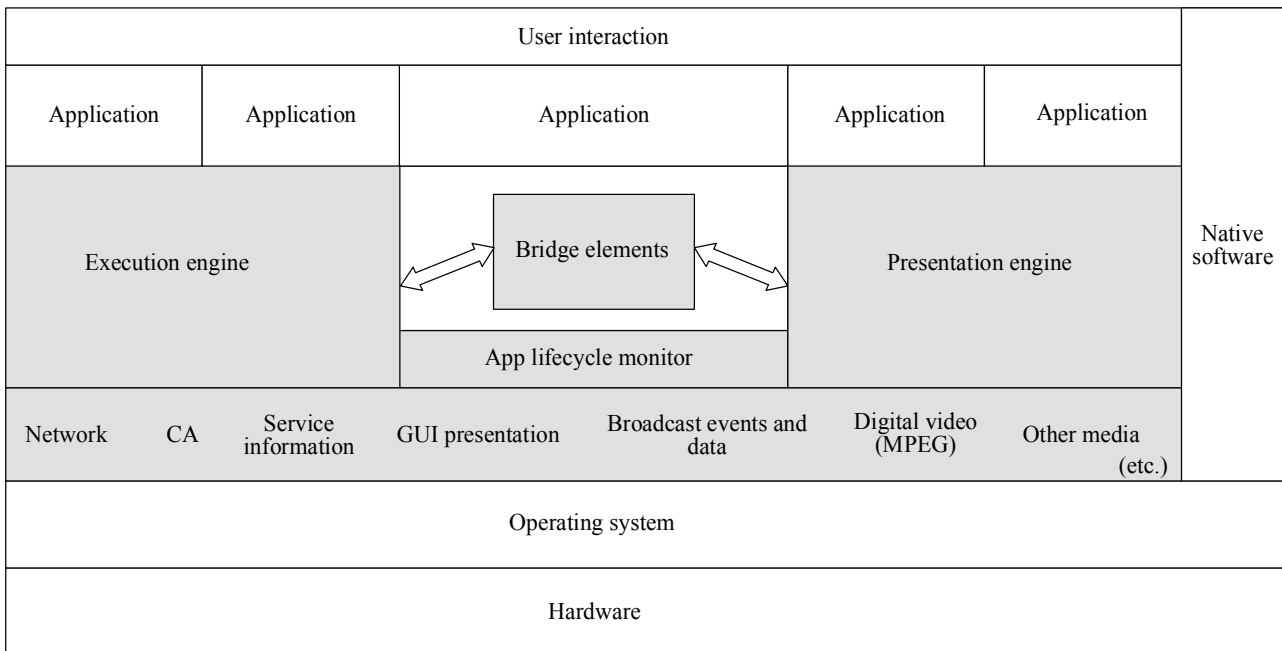 User interaction
Application
Application
Application
Application
Application
Execution engine
Bridge elements
Presentation engine
Native
software
App lifecycle monitor
Network
CA
Service
information
GUI presentation
Broadcast events and
data
Digital video
(MPEG)
Other media
(etc.)
Operating system
Hardware